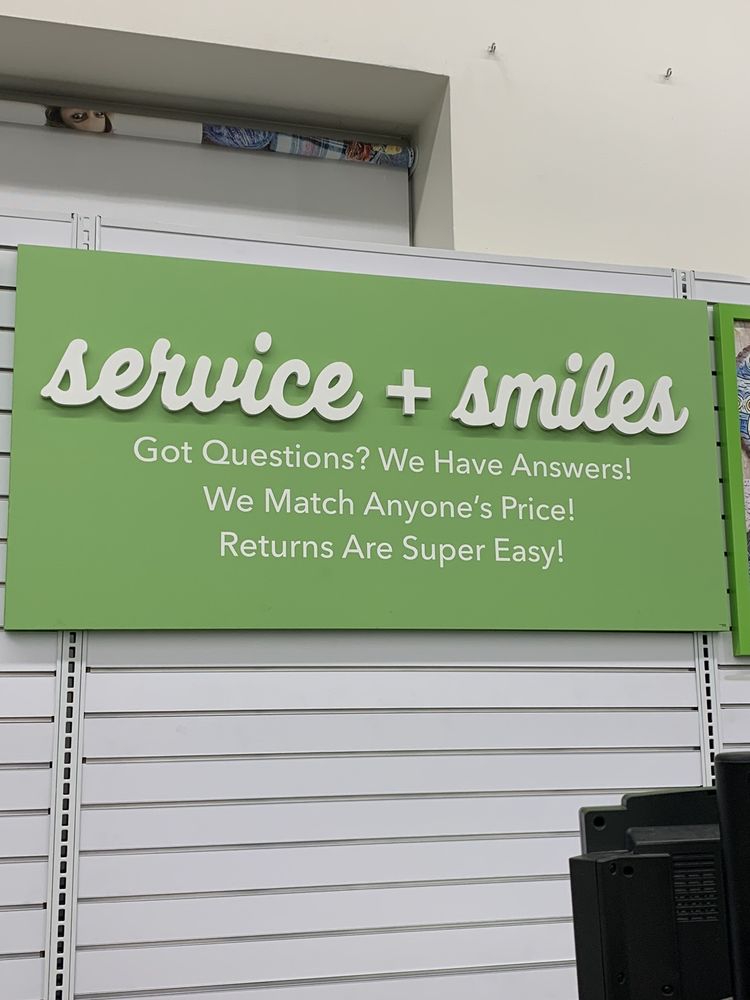 service + smiles
Got Questions? We Have Answers!
We Match Anyone's Price!
Returns Are Super Easy!